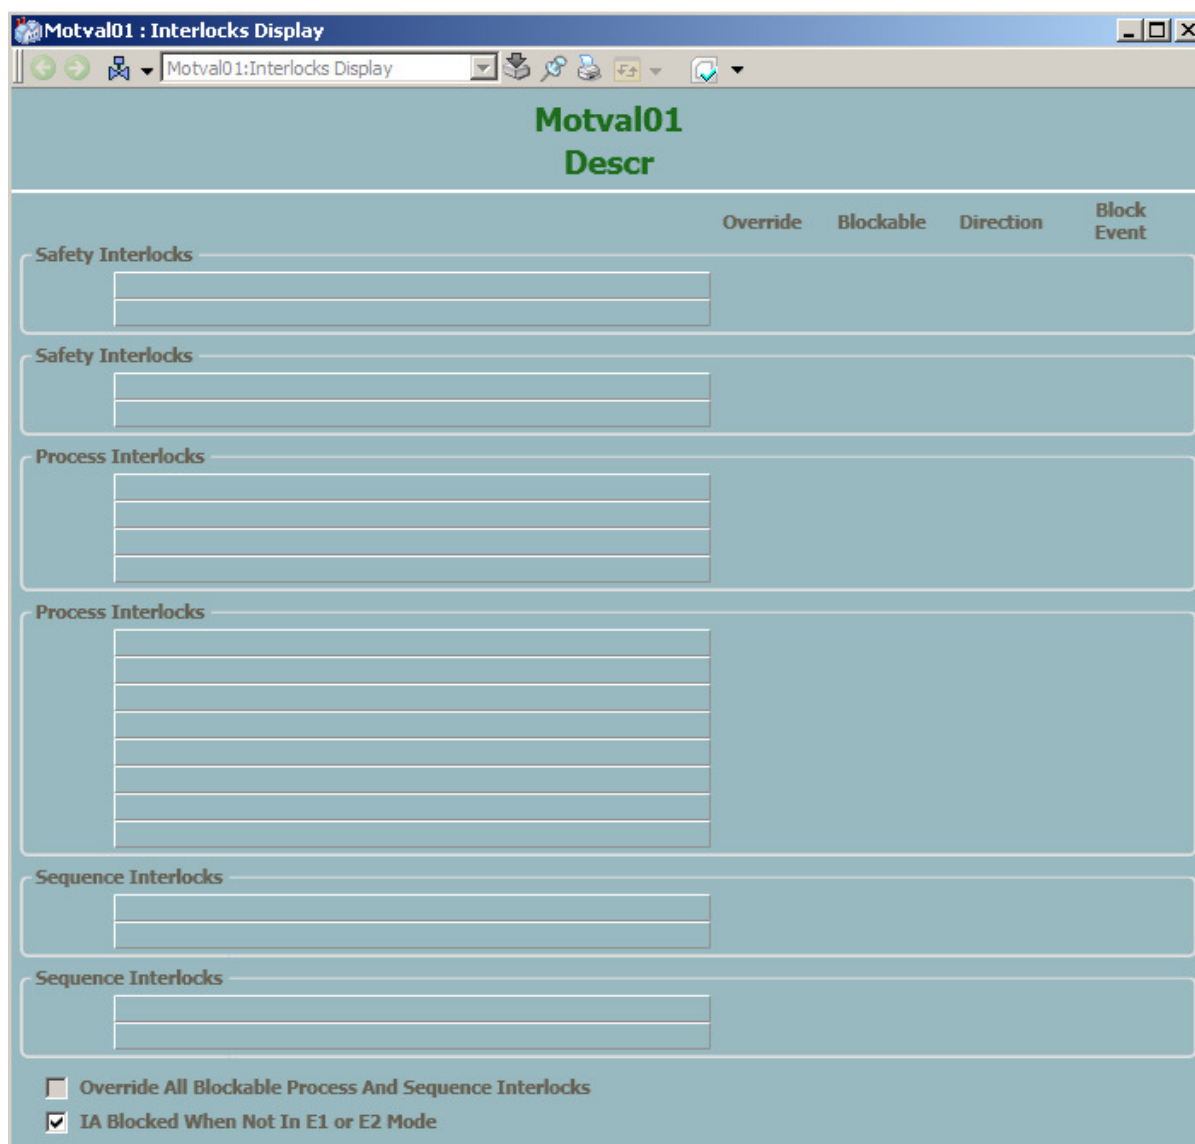 Motval01 : Interlocks Display
Motval01:Interlocks Display
Motval01
Descr
Override Blockable Direction Block Event
Safety Interlocks
Safety Interlocks
Process Interlocks
Process Interlocks
Sequence Interlocks
Sequence Interlocks
Override All Blockable Process And Sequence Interlocks
IA Blocked When Not In E1 or E2 Mode